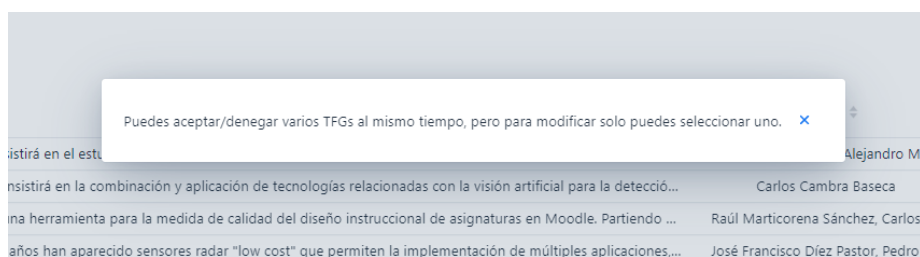 Puedes aceptar/denegar varios TFGs al mismo tiempo, pero para modificar solo puedes seleccionar uno. ×
sistirá en el estu Alejandro M
nsistirá en la combinación y aplicación de tecnologías relacionadas con la visión artificial para la detecció... Carlos Cambra Baseca
una herramienta para la medida de calidad del diseño instruccional de asignaturas en Moodle. Partiendo ... Raúl Marticorena Sánchez, Carlos
años han aparecido sensores radar "low cost" que permiten la implementación de múltiples aplicaciones,... José Francisco Díez Pastor, Pedro